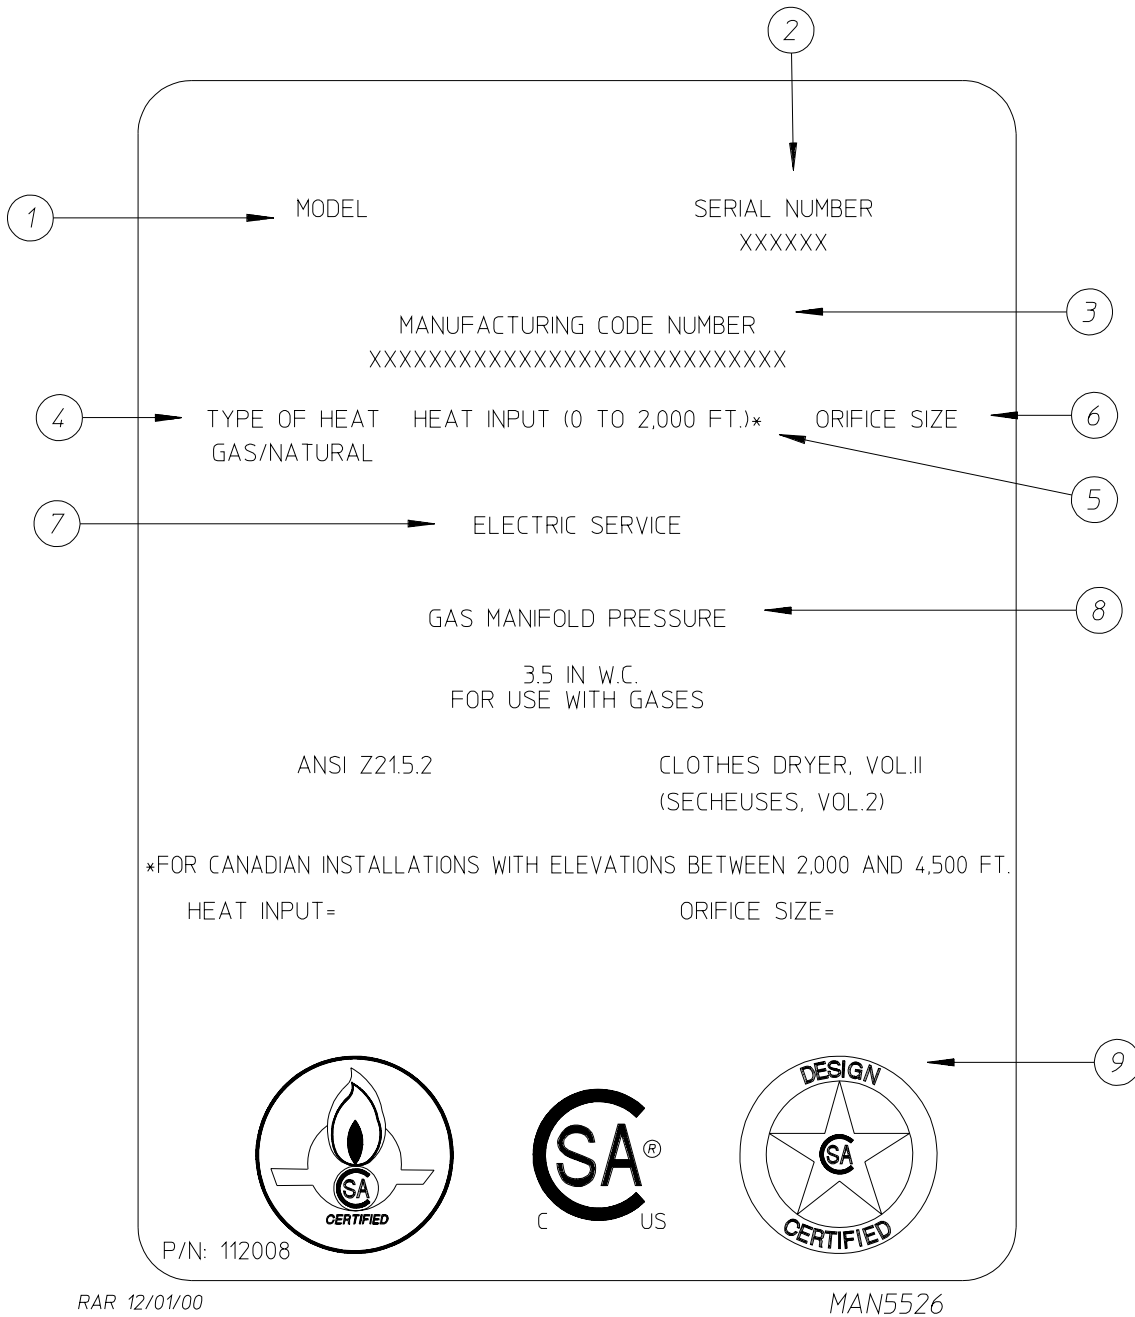 2
1
MODEL
SERIAL NUMBER
XXXXXX
3
MANUFACTURING CODE NUMBER
XXXXXXXXXXXXXXXXXXXXXXXXXXXX
4
TYPE OF HEAT HEAT INPUT (0 TO 2,000 FT.)* ORIFICE SIZE
6
GAS/NATURAL
5
7
ELECTRIC SERVICE
GAS MANIFOLD PRESSURE
8
3.5 IN W.C.
FOR USE WITH GASES
ANSI Z21.5.2
CLOTHES DRYER, VOL.II
(SECHEUSES, VOL.2)
*FOR CANADIAN INSTALLATIONS WITH ELEVATIONS BETWEEN 2,000 AND 4,500 FT.
HEAT INPUT=
ORIFICE SIZE=
9
CSA
CERTIFIED
CSA®
C US
DESIGN
CSA
CERTIFIED
P/N: 112008
RAR 12/01/00
MAN5526